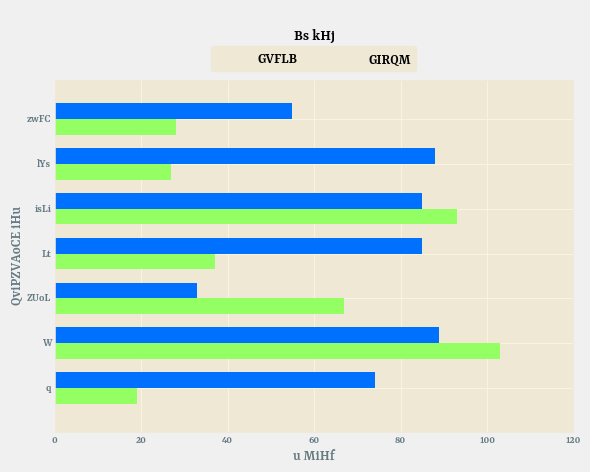 Bs kHj
GVFLB GIRQM
zwFC
lYs
isLi
Lt
ZUoL
W
q
QviPZVAoCE iHu
0 20 40 60 80 100 120
u MiHf